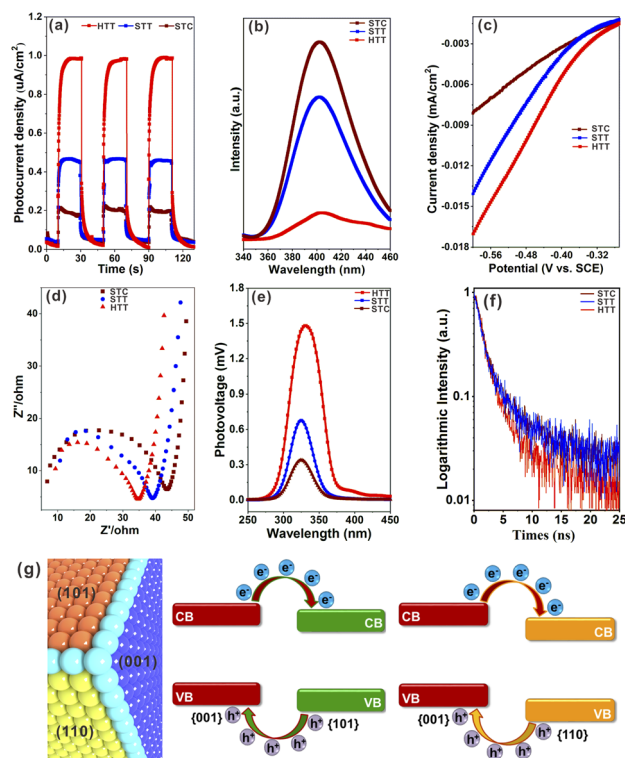 (a)
HTT STT STC
Photocurrent density (uA/cm²)
1.0
0.8
0.6
0.4
0.2
0.0
0 30 60 90 120
Time (s)
(b)
STC
STT
HTT
Intensity (a.u.)
340 360 380 400 420 440 460
Wavelength (nm)
(c)
STC
STT
HTT
Current density (mA/cm²)
-0.003
-0.006
-0.009
-0.012
-0.015
-0.018
-0.56 -0.48 -0.40 -0.32
Potential (V vs. SCE)
(d)
STC
STT
HTT
Z''/ohm
40
30
20
10
10 20 30 40 50
Z'/ohm
(e)
HTT
STT
STC
Photovoltage (mV)
1.8
1.5
1.2
0.9
0.6
0.3
0.0
250 300 350 400 450
Wavelength (nm)
(f)
STC
STT
HTT
Logarithmic Intensity (a.u.)
1
0.1
0.01
0 5 10 15 20 25
Times (ns)
(g)
(101)
(001)
(110)
e⁻ e⁻ e⁻ e⁻ e⁻
CB
CB
VB
VB
{001}
{101}
h⁺ h⁺ h⁺ h⁺ h⁺
e⁻ e⁻ e⁻ e⁻ e⁻
CB
CB
VB
VB
{001}
{110}
h⁺ h⁺ h⁺ h⁺ h⁺